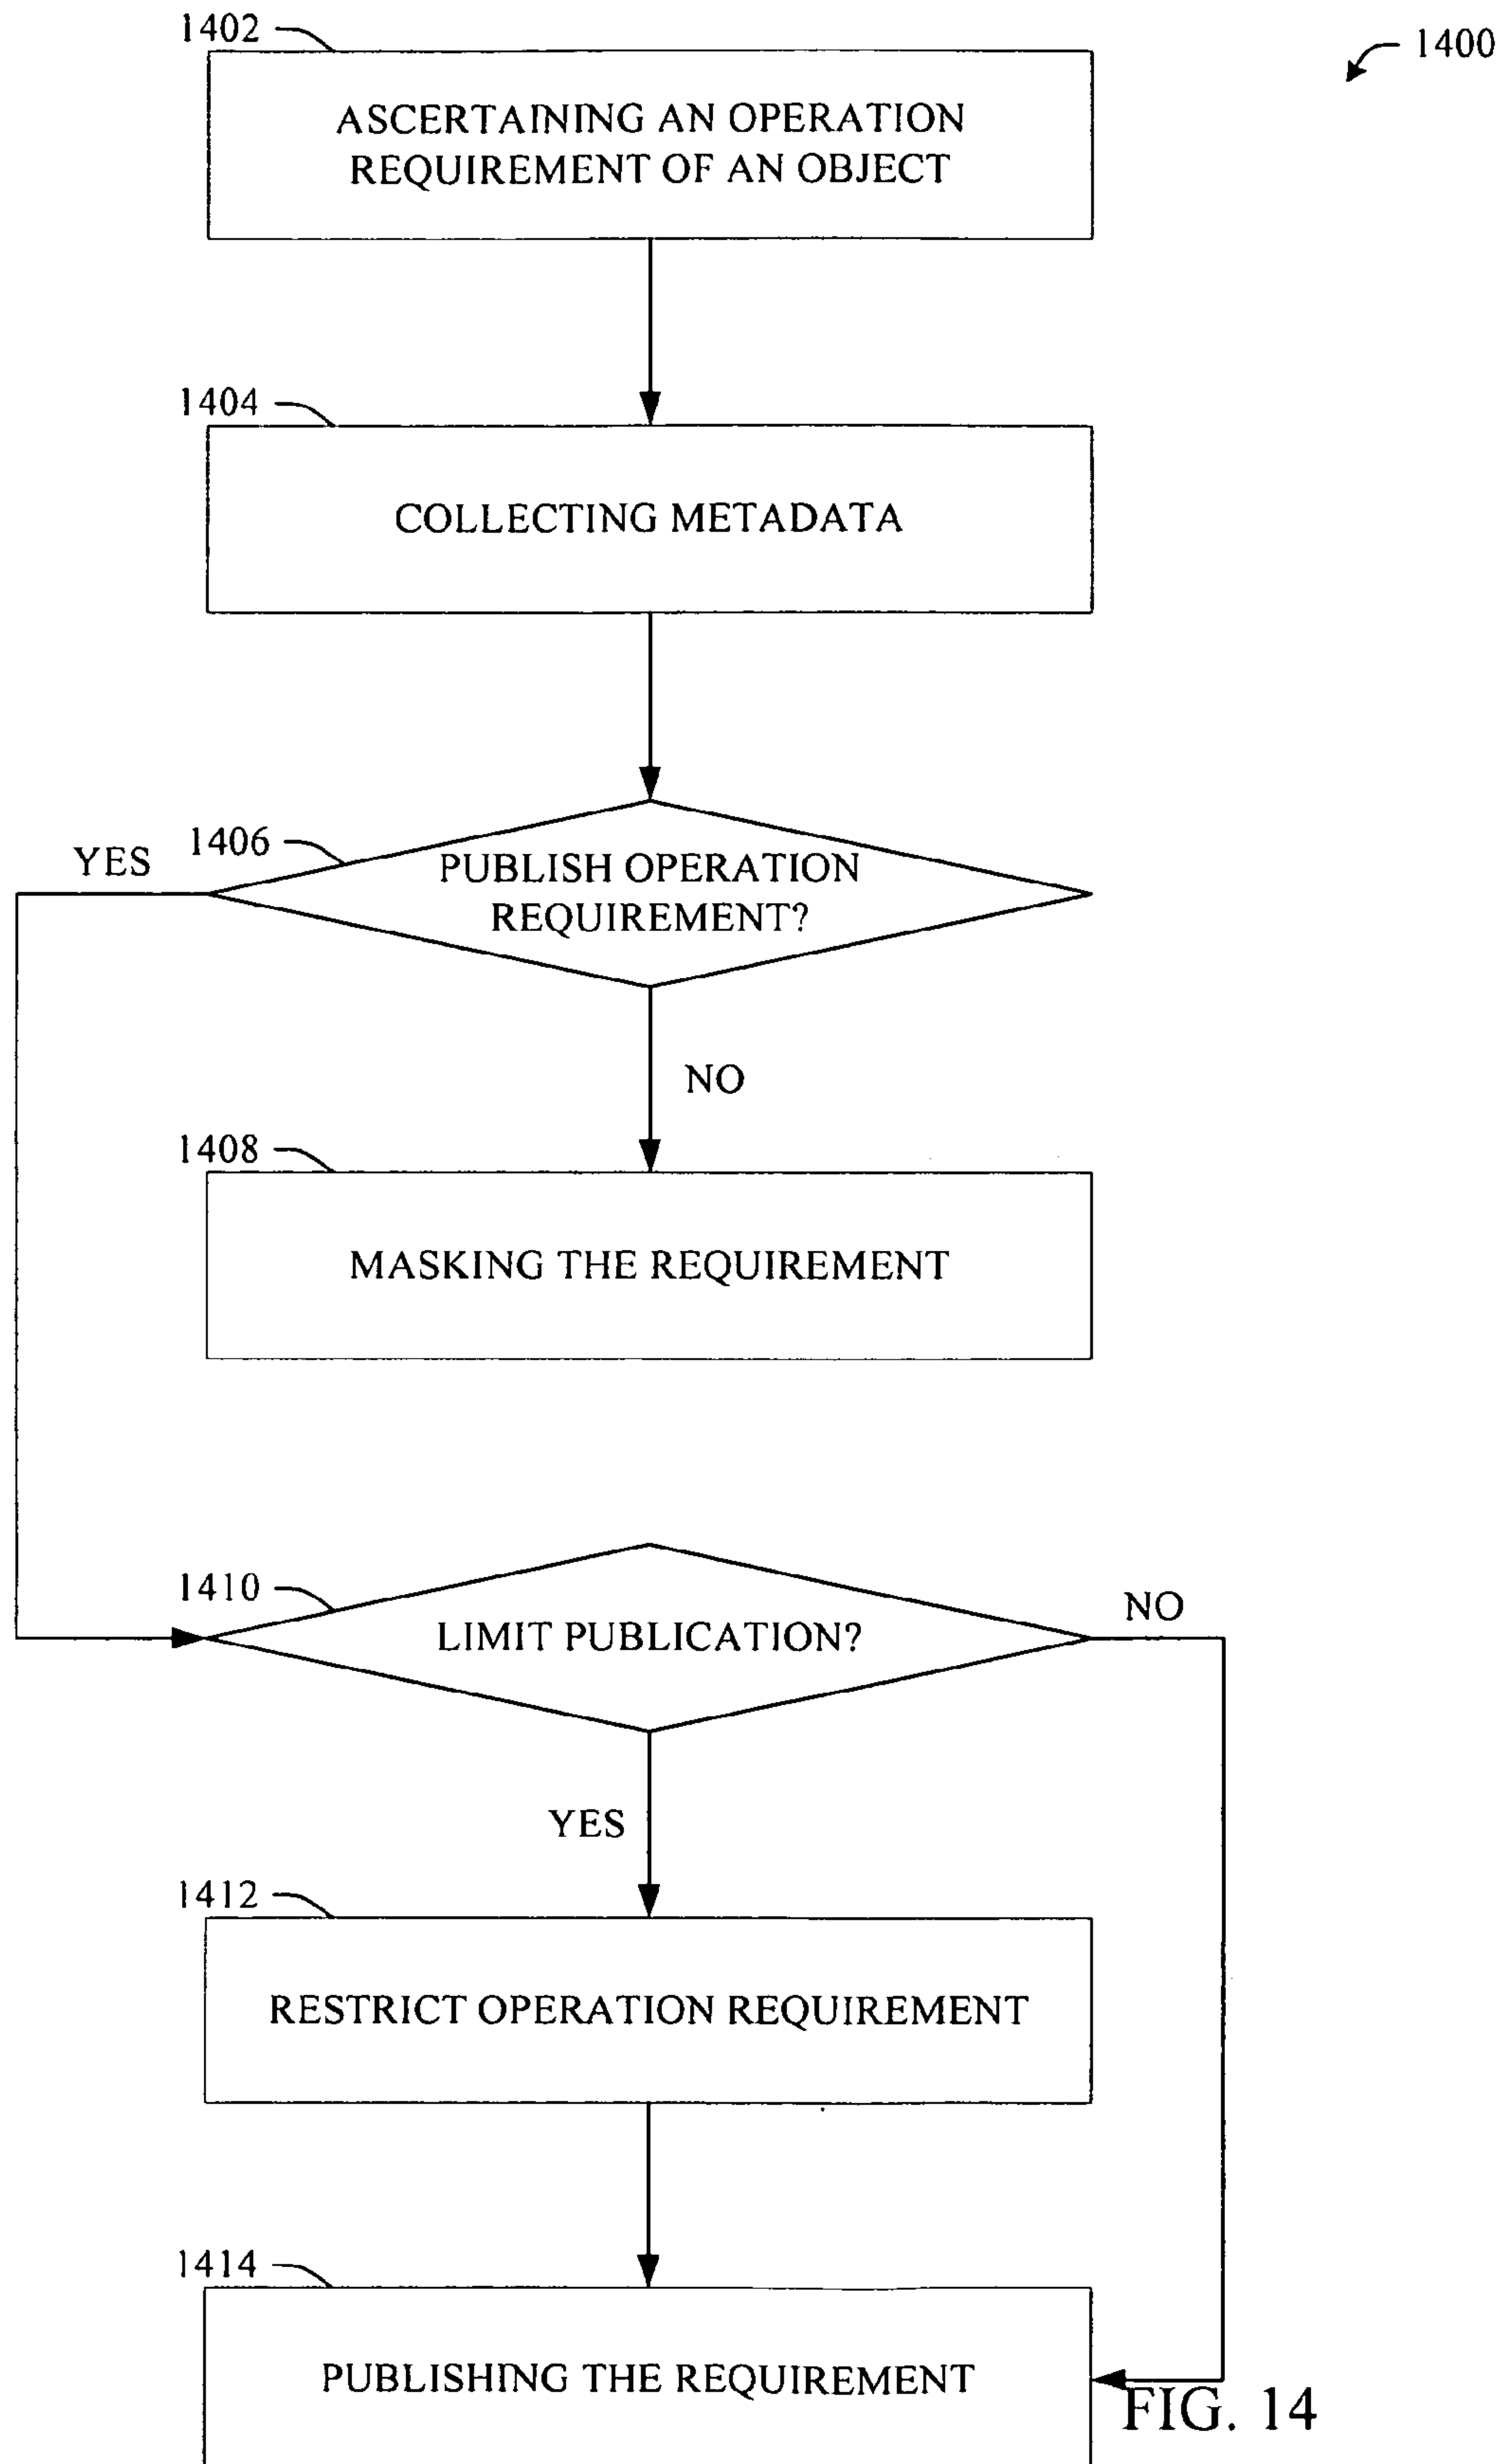 1402
1400
ASCERTAINING AN OPERATION
REQUIREMENT OF AN OBJECT
1404
COLLECTING METADATA
YES
1406
PUBLISH OPERATION
REQUIREMENT?
NO
1408
MASKING THE REQUIREMENT
1410
NO
LIMIT PUBLICATION?
YES
1412
RESTRICT OPERATION REQUIREMENT
1414
PUBLISHING THE REQUIREMENT
FIG. 14